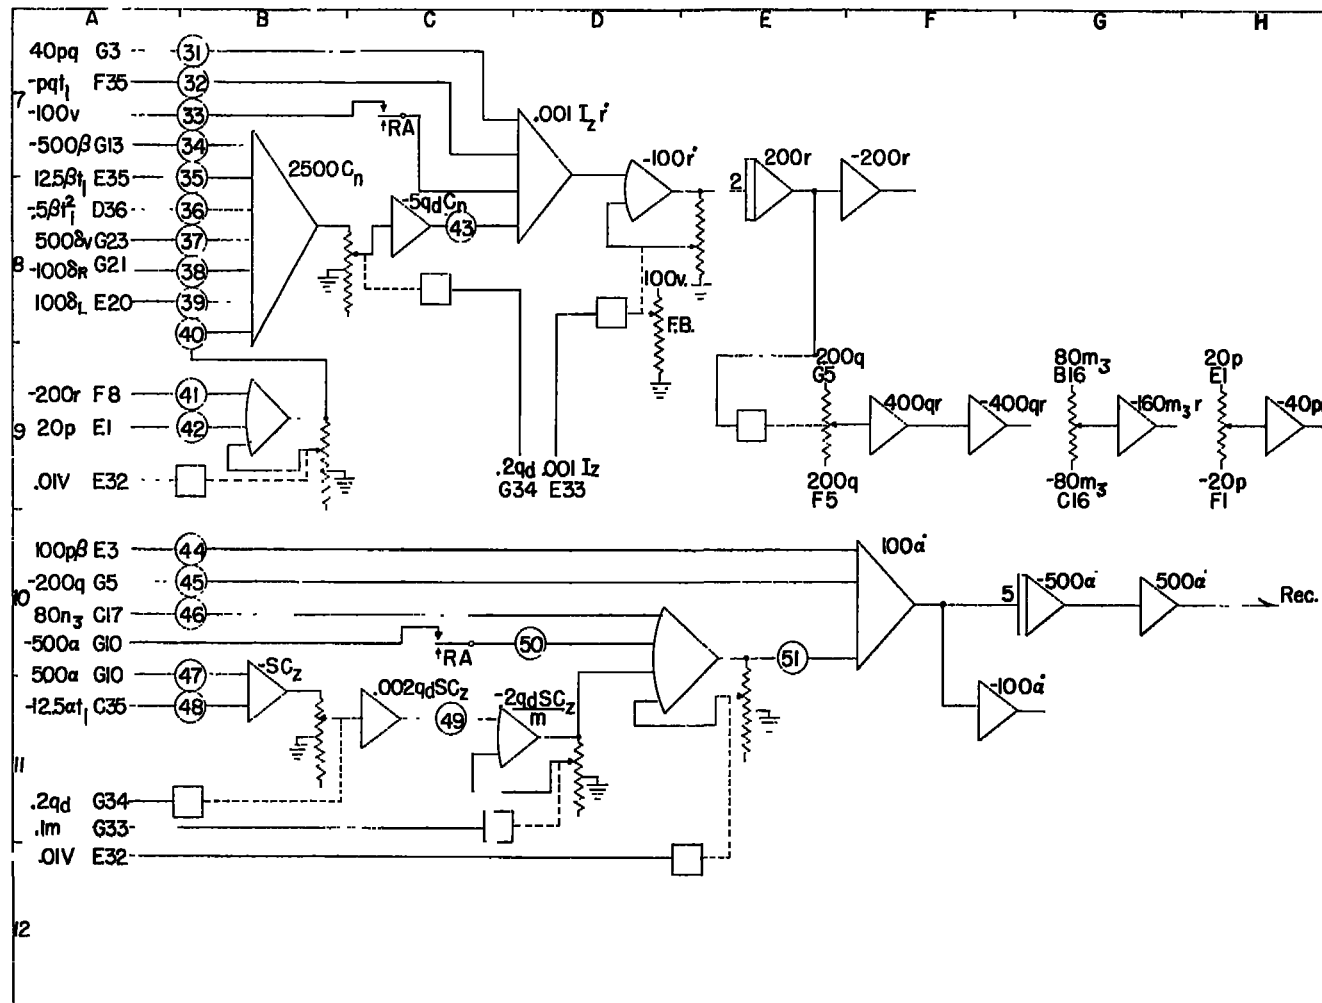 A B C D E F G H
7
8
9
10
11
12
40pq G3 31
-pqt₁ F35 32
-100v 33
-500β G13 34
12.5βt₁ E35 35
.5βt₁² D36 36
500δv G23 37
-100δR G21 38
100δL E20 39
40
-200r F8 41
20p E1 42
.01V E32
2500Cn
↑RA
-5qdCn
43
.001 Izṙ
-100ṙ
2
200r
-200r
100v.
F.B.
.2qd
G34
.001 Iz
E33
200q
G5
200q
F5
400qr
-400qr
80m₃
B16
-80m₃
C16
-160m₃r
20p
E1
-20p
F1
-40p
100pβ E3 44
-200q G5 45
80n₃ C17 46
-500α G10
500α G10 47
-12.5αt₁ C35 48
.2qd G34
.1m G33
.01V E32
↑RA
50
-SCz
.002qdSCz
49
-2qdSCz
m
51
100α̇
5
-500α
500α
Rec.
-100α̇